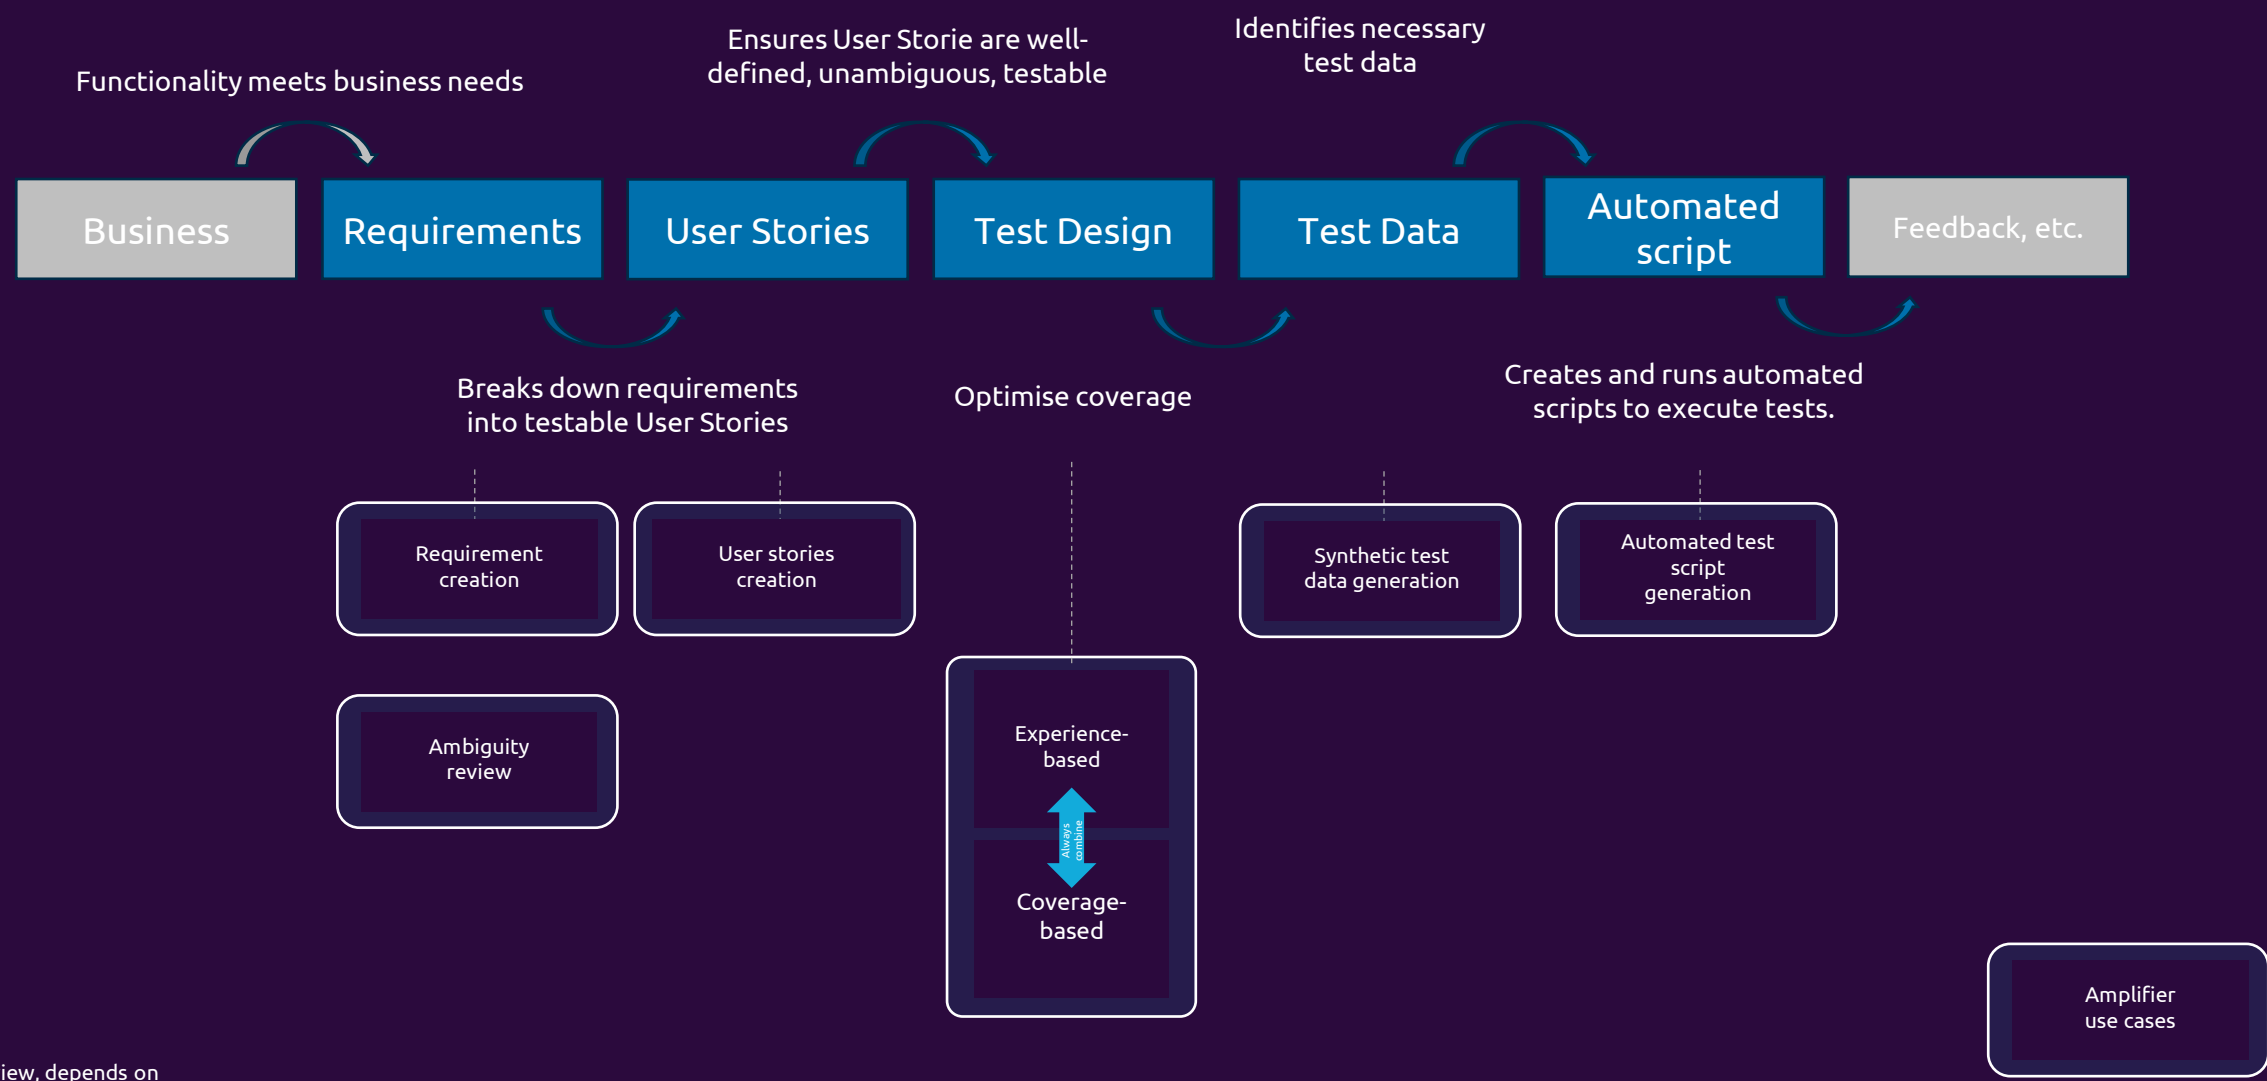 Functionality meets business needs
Ensures User Storie are well-
defined, unambiguous, testable
Identifies necessary
test data
Business
Requirements
User Stories
Test Design
Test Data
Automated
script
Feedback, etc.
Breaks down requirements
into testable User Stories
Optimise coverage
Creates and runs automated
scripts to execute tests.
Requirement
creation
User stories
creation
Synthetic test
data generation
Automated test
script
generation
Ambiguity
review
Experience-
based
Always
combine
Coverage-
based
Amplifier
use cases
iew, depends on